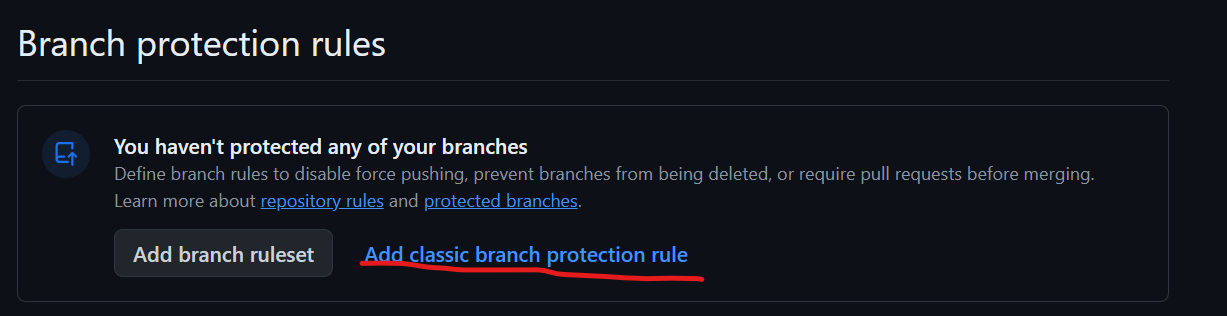 Branch protection rules
You haven't protected any of your branches
Define branch rules to disable force pushing, prevent branches from being deleted, or require pull requests before merging.
Learn more about repository rules and protected branches.
Add branch ruleset
Add classic branch protection rule